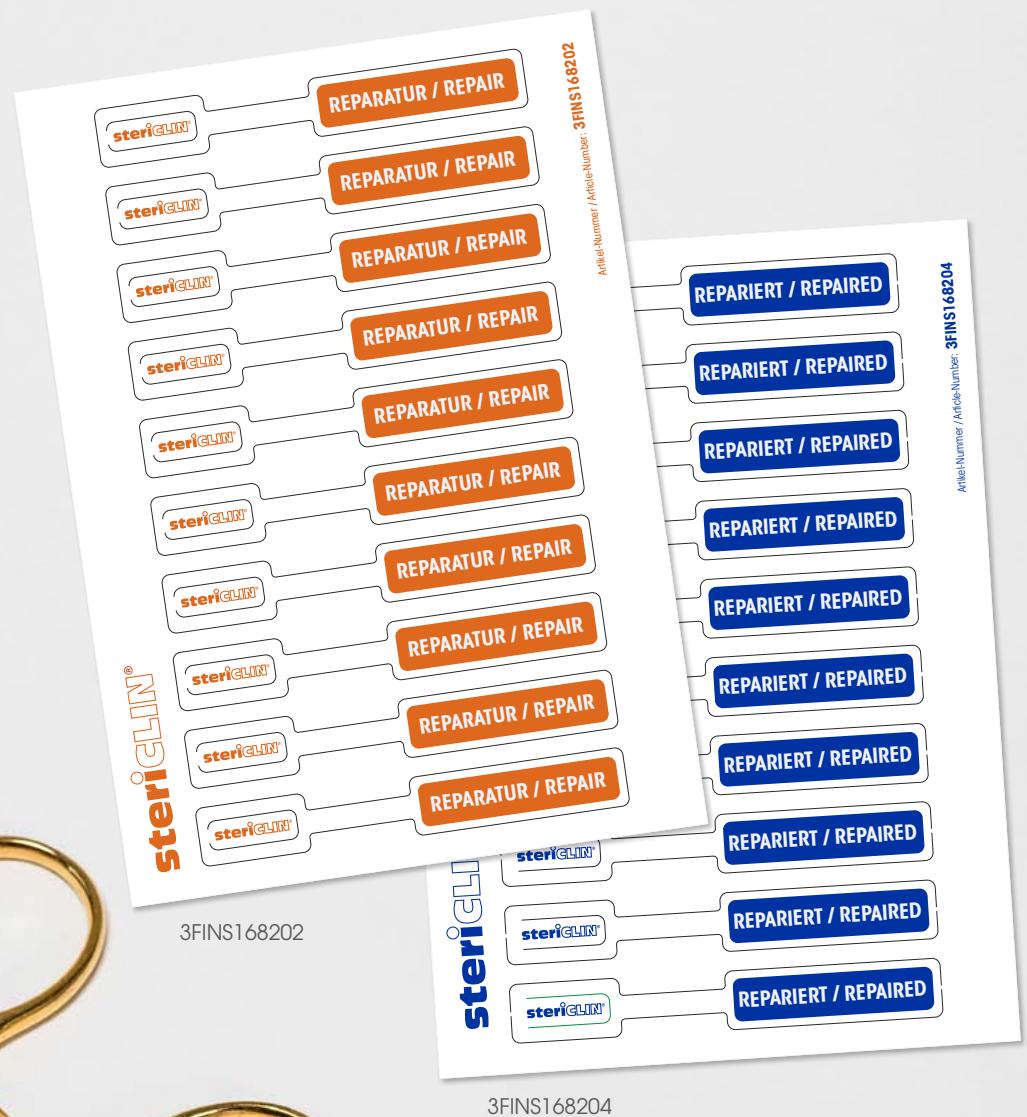 stericlin® REPARATUR / REPAIR
stericlin® REPARATUR / REPAIR
stericlin® REPARATUR / REPAIR
stericlin® REPARATUR / REPAIR
stericlin® REPARATUR / REPAIR
stericlin® REPARATUR / REPAIR
stericlin® REPARATUR / REPAIR
stericlin® REPARATUR / REPAIR
stericlin® REPARATUR / REPAIR
stericlin® REPARATUR / REPAIR
steriCLIN®
Artikel-Nummer / Article-Number: 3FINS168202
3FINS168202
REPARIERT / REPAIRED
REPARIERT / REPAIRED
REPARIERT / REPAIRED
REPARIERT / REPAIRED
REPARIERT / REPAIRED
REPARIERT / REPAIRED
REPARIERT / REPAIRED
stericlin® REPARIERT / REPAIRED
stericlin® REPARIERT / REPAIRED
stericlin® REPARIERT / REPAIRED
steriCLI
Artikel-Nummer / Article-Number: 3FINS168204
3FINS168204